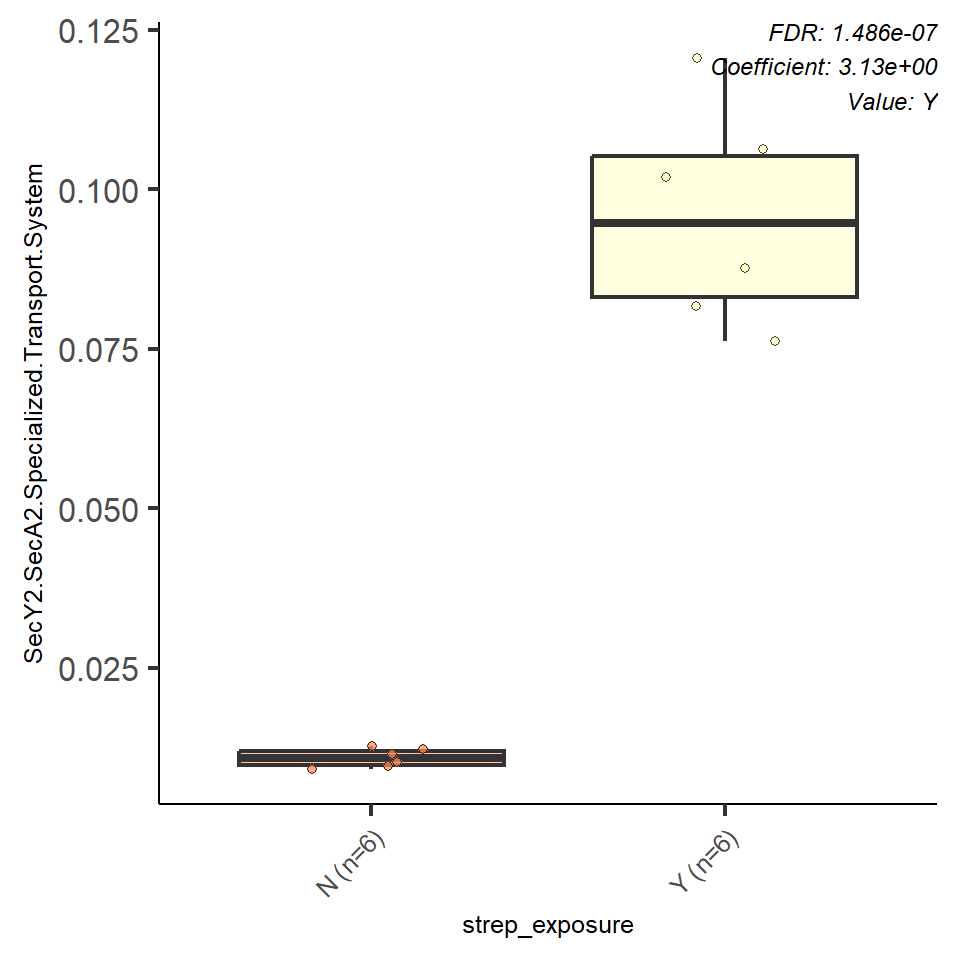 FDR: 1.486e-07
Coefficient: 3.13e+00
Value: Y
SecY2.SecA2.Specialized.Transport.System
0.125
0.100
0.075
0.050
0.025
N (n=6)
Y (n=6)
strep_exposure